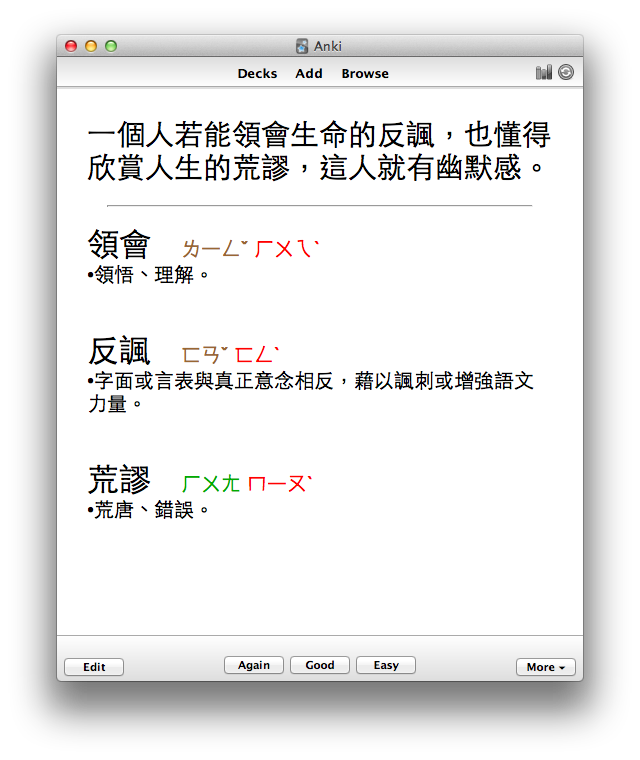 Anki
Decks Add Browse
一個人若能領會生命的反諷，也懂得
欣賞人生的荒謬，這人就有幽默感。
領會 ㄌㄧㄥˇ ㄏㄨㄟˋ
•領悟、理解。
反諷 ㄈㄢˇ ㄈㄥˋ
•字面或言表與真正意念相反，藉以諷刺或增強語文
力量。
荒謬 ㄏㄨㄤ ㄇㄧㄡˋ
•荒唐、錯誤。
Edit Again Good Easy More